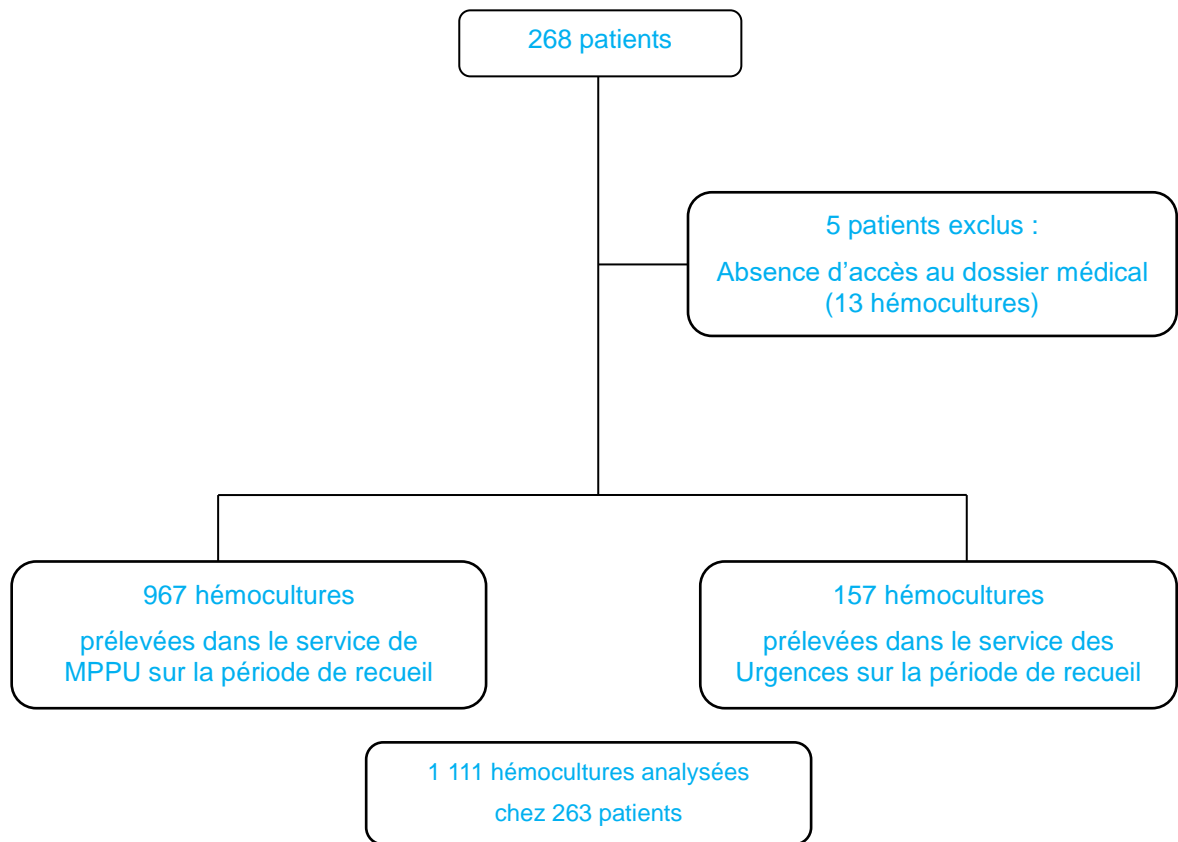 268 patients
5 patients exclus :
Absence d’accès au dossier médical
(13 hémocultures)
967 hémocultures
prélevées dans le service de
MPPU sur la période de recueil
157 hémocultures
prélevées dans le service des
Urgences sur la période de recueil
1 111 hémocultures analysées
chez 263 patients